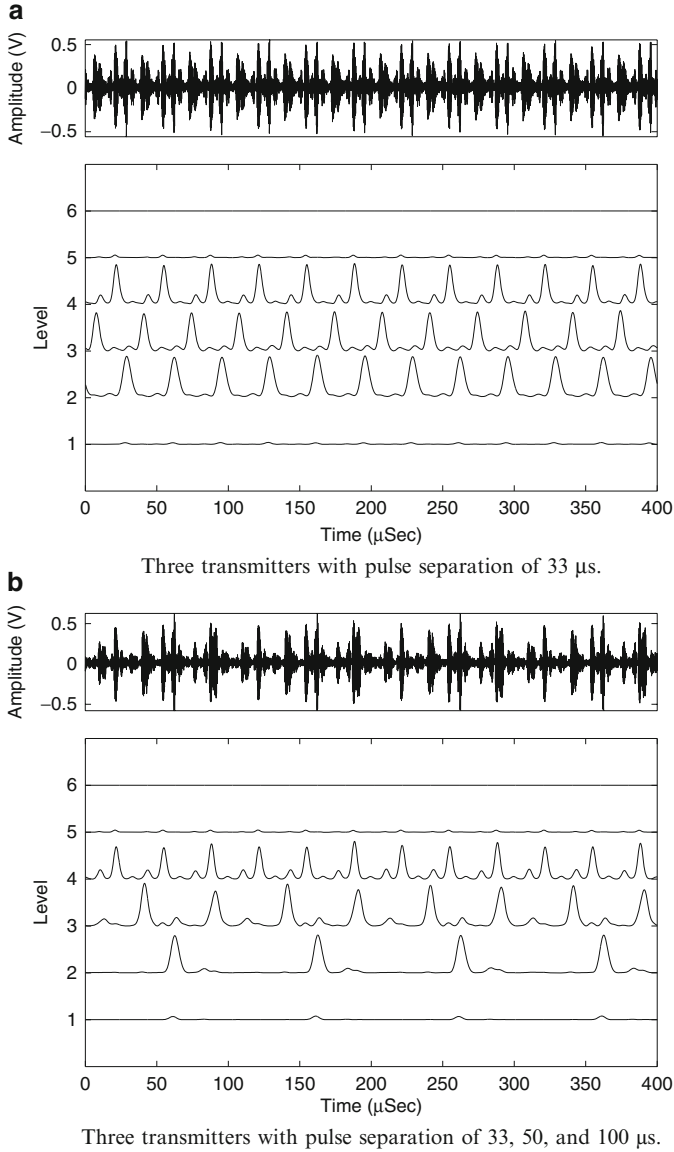 a
Amplitude (V)
0.5
0
−0.5
Level
6
5
4
3
2
1
0 50 100 150 200 250 300 350 400
Time (μSec)
Three transmitters with pulse separation of 33 μs.
b
Amplitude (V)
0.5
0
−0.5
Level
6
5
4
3
2
1
0 50 100 150 200 250 300 350 400
Time (μSec)
Three transmitters with pulse separation of 33, 50, and 100 μs.